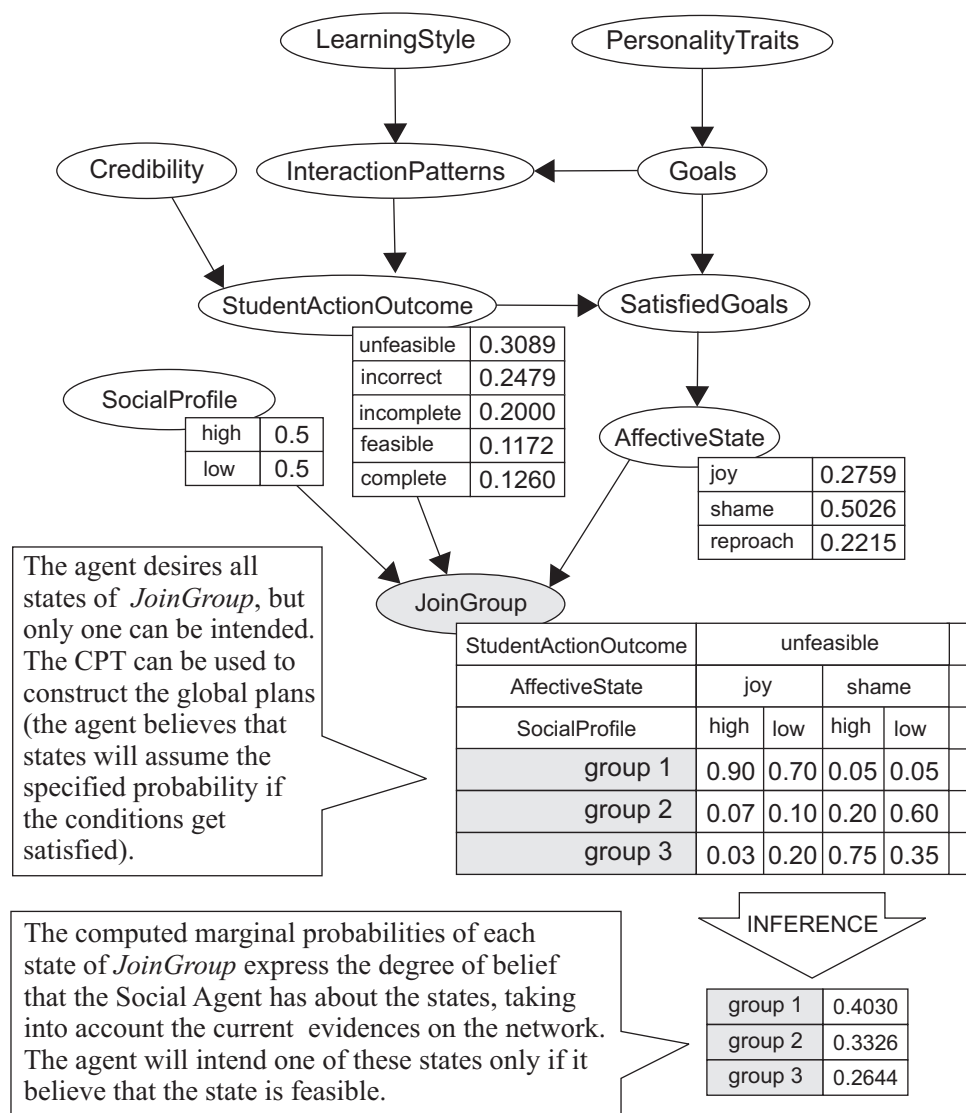 LearningStyle
PersonalityTraits
Credibility
InteractionPatterns
Goals
StudentActionOutcome
SatisfiedGoals
unfeasible 0.3089
incorrect 0.2479
incomplete 0.2000
feasible 0.1172
complete 0.1260
SocialProfile
high 0.5
low 0.5
AffectiveState
joy 0.2759
shame 0.5026
reproach 0.2215
The agent desires all
states of JoinGroup, but
only one can be intended.
The CPT can be used to
construct the global plans
(the agent believes that
states will assume the
specified probability if
the conditions get
satisfied).
JoinGroup
StudentActionOutcome unfeasible
AffectiveState joy shame
SocialProfile high low high low
group 1 0.90 0.70 0.05 0.05
group 2 0.07 0.10 0.20 0.60
group 3 0.03 0.20 0.75 0.35
INFERENCE
The computed marginal probabilities of each
state of JoinGroup express the degree of belief
that the Social Agent has about the states, taking
into account the current evidences on the network.
The agent will intend one of these states only if it
believe that the state is feasible.
group 1 0.4030
group 2 0.3326
group 3 0.2644